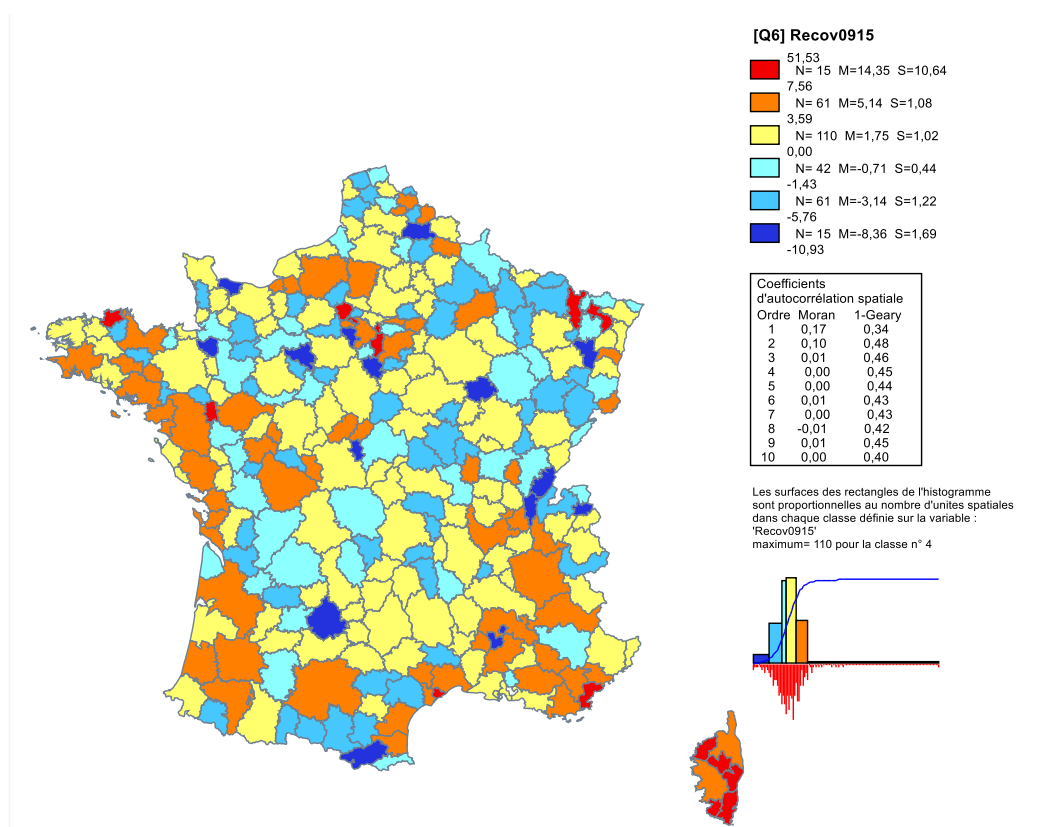 [Q6] Recov0915
51,53
N= 15 M=14,35 S=10,64
7,56
N= 61 M=5,14 S=1,08
3,59
N= 110 M=1,75 S=1,02
0,00
N= 42 M=-0,71 S=0,44
-1,43
N= 61 M=-3,14 S=1,22
-5,76
N= 15 M=-8,36 S=1,69
-10,93
Coefficients
d'autocorrélation spatiale
Ordre Moran 1-Geary
1 0,17 0,34
2 0,10 0,48
3 0,01 0,46
4 0,00 0,45
5 0,00 0,44
6 0,01 0,43
7 0,00 0,43
8 -0,01 0,42
9 0,01 0,45
10 0,00 0,40
Les surfaces des rectangles de l'histogramme
sont proportionnelles au nombre d'unites spatiales
dans chaque classe définie sur la variable :
'Recov0915'
maximum= 110 pour la classe n° 4